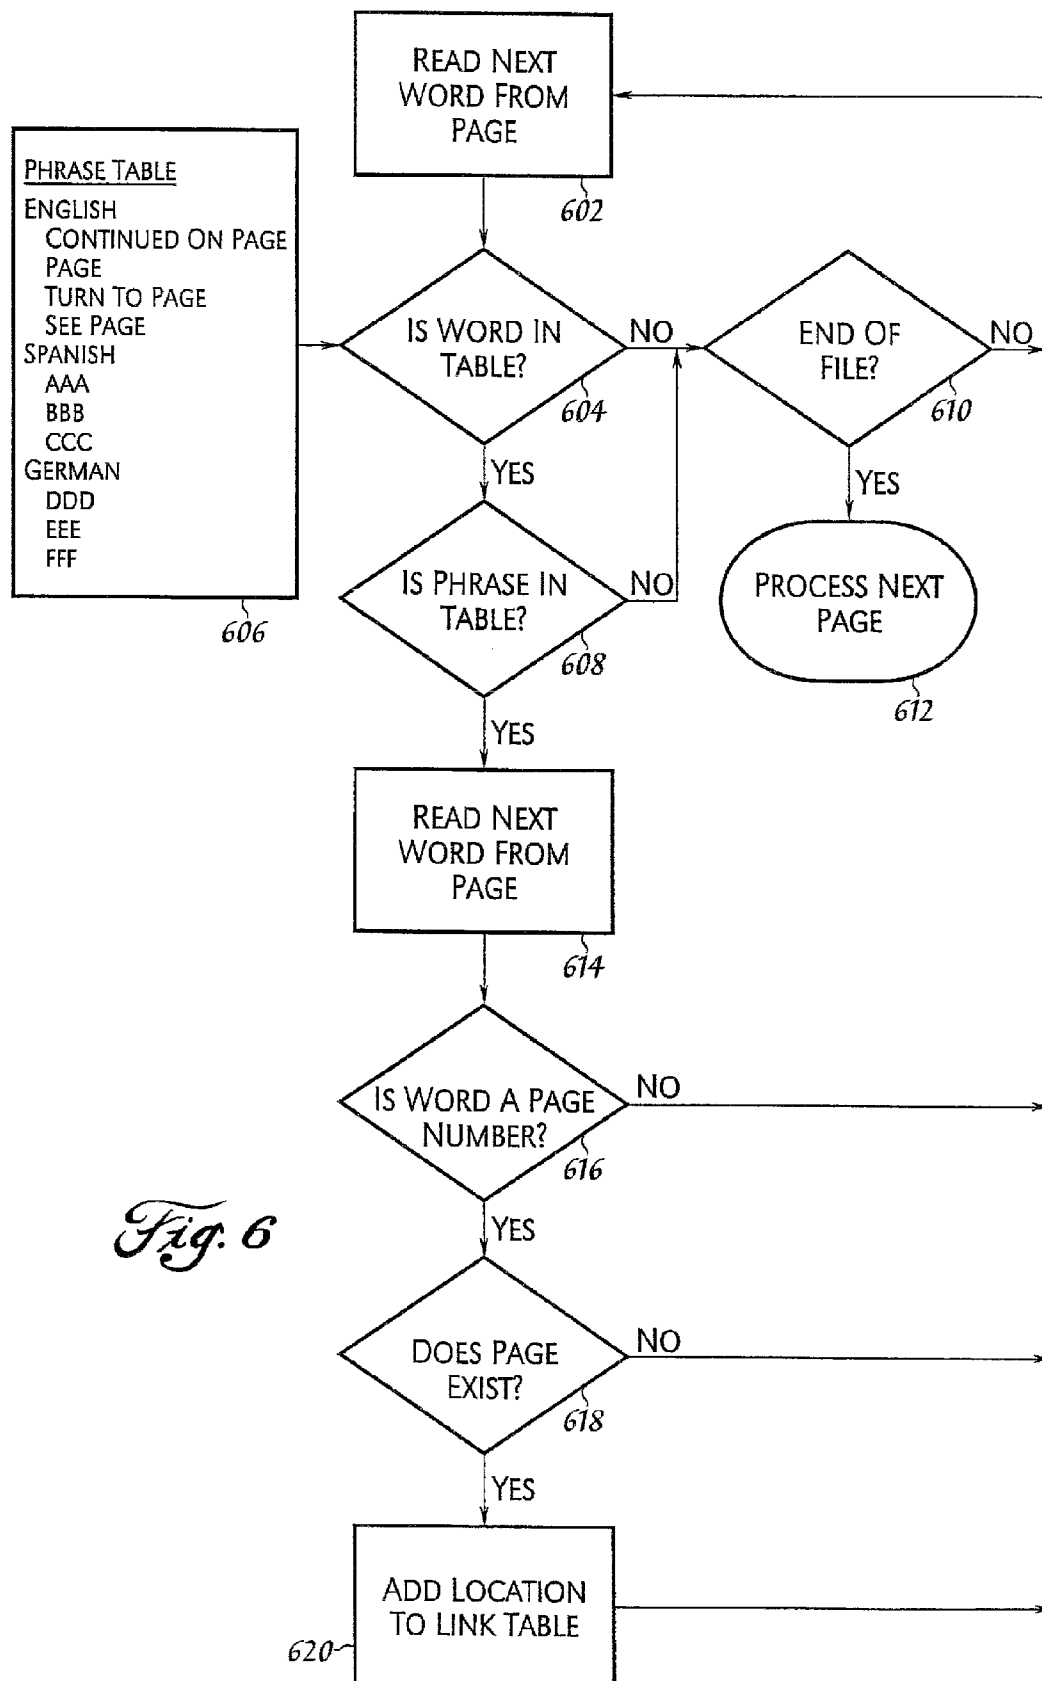 READ NEXT
WORD FROM
PAGE
602
PHRASE TABLE
ENGLISH
CONTINUED ON PAGE
PAGE
TURN TO PAGE
SEE PAGE
SPANISH
AAA
BBB
CCC
GERMAN
DDD
EEE
FFF
606
IS WORD IN
TABLE?
604
NO
END OF
FILE?
610
NO
YES
YES
IS PHRASE IN
TABLE?
608
NO
PROCESS NEXT
PAGE
612
YES
READ NEXT
WORD FROM
PAGE
614
IS WORD A PAGE
NUMBER?
616
NO
YES
Fig. 6
DOES PAGE
EXIST?
618
NO
YES
ADD LOCATION
TO LINK TABLE
620